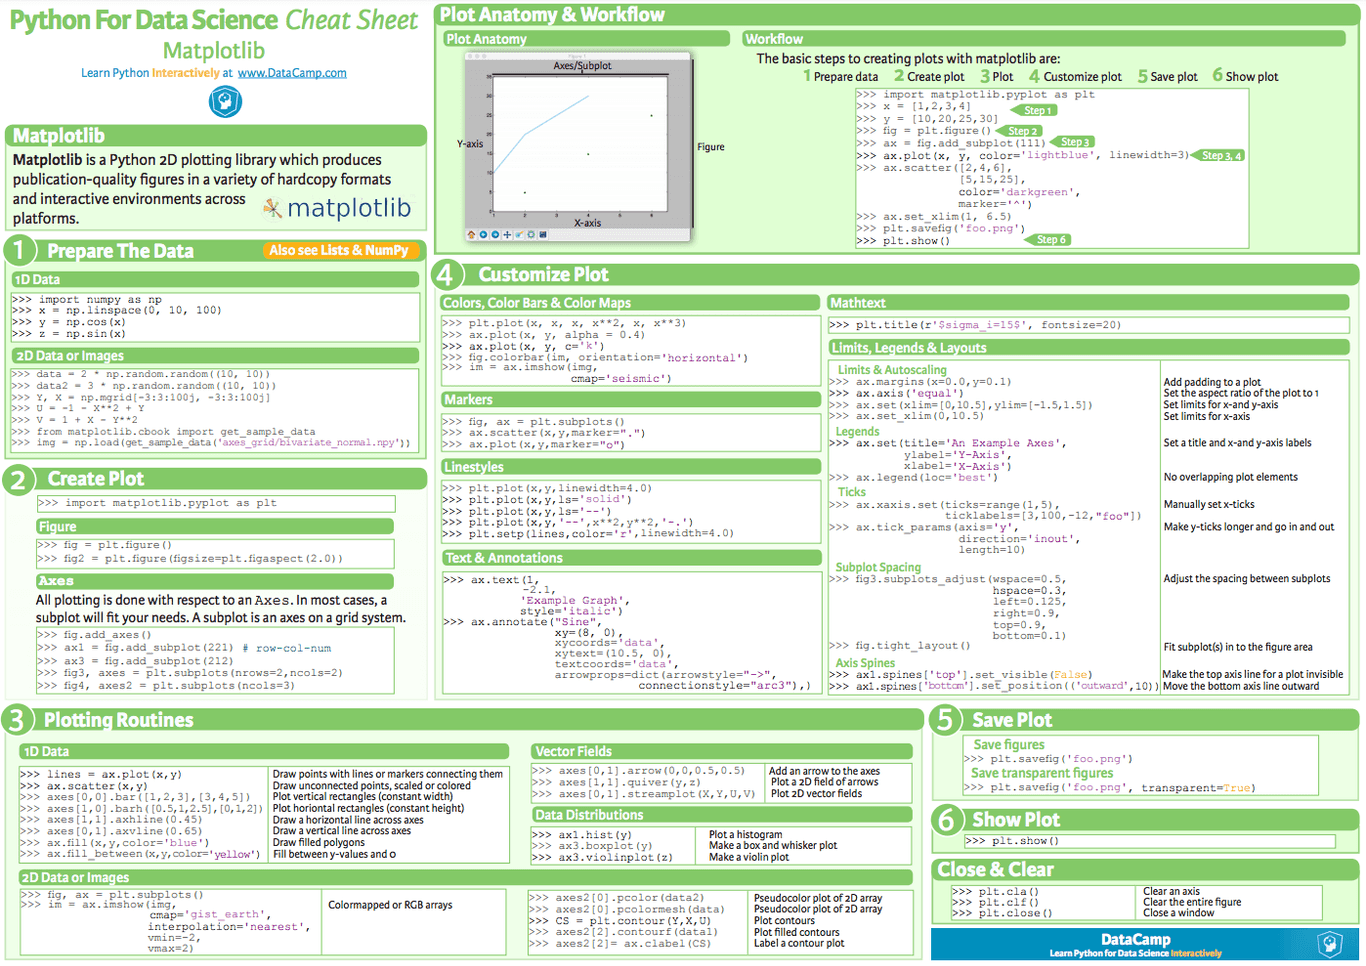 Python For Data Science Cheat Sheet
Matplotlib
Learn Python Interactively at www.DataCamp.com
Matplotlib
Matplotlib is a Python 2D plotting library which produces
publication-quality figures in a variety of hardcopy formats
and interactive environments across
platforms.
matplotlib
1 Prepare The Data
Also see Lists & NumPy
1D Data
>>> import numpy as np
>>> x = np.linspace(0, 10, 100)
>>> y = np.cos(x)
>>> z = np.sin(x)
2D Data or Images
>>> data = 2 * np.random.random((10, 10))
>>> data2 = 3 * np.random.random((10, 10))
>>> Y, X = np.mgrid[-3:3:100j, -3:3:100j]
>>> U = -1 - X**2 + Y
>>> V = 1 + X - Y**2
>>> from matplotlib.cbook import get_sample_data
>>> img = np.load(get_sample_data('axes_grid/bivariate_normal.npy'))
2 Create Plot
>>> import matplotlib.pyplot as plt
Figure
>>> fig = plt.figure()
>>> fig2 = plt.figure(figsize=plt.figaspect(2.0))
Axes
All plotting is done with respect to an Axes. In most cases, a
subplot will fit your needs. A subplot is an axes on a grid system.
>>> fig.add_axes()
>>> ax1 = fig.add_subplot(221) # row-col-num
>>> ax3 = fig.add_subplot(212)
>>> fig3, axes = plt.subplots(nrows=2,ncols=2)
>>> fig4, axes2 = plt.subplots(ncols=3)
Plot Anatomy & Workflow
Plot Anatomy
Axes/Subplot
Y-axis
X-axis
Figure
Workflow
The basic steps to creating plots with matplotlib are:
1 Prepare data 2 Create plot 3 Plot 4 Customize plot 5 Save plot 6 Show plot
>>> import matplotlib.pyplot as plt
>>> x = [1,2,3,4]
>>> y = [10,20,25,30]
Step 1
>>> fig = plt.figure() Step 2
>>> ax = fig.add_subplot(111) Step 3
>>> ax.plot(x, y, color='lightblue', linewidth=3) Step 3, 4
>>> ax.scatter([2,4,6],
[5,15,25],
color='darkgreen',
marker='^')
>>> ax.set_xlim(1, 6.5)
>>> plt.savefig('foo.png')
>>> plt.show() Step 6
4 Customize Plot
Colors, Color Bars & Color Maps
>>> plt.plot(x, x, x, x**2, x, x**3)
>>> ax.plot(x, y, alpha = 0.4)
>>> ax.plot(x, y, c='k')
>>> fig.colorbar(im, orientation='horizontal')
>>> im = ax.imshow(img,
cmap='seismic')
Markers
>>> fig, ax = plt.subplots()
>>> ax.scatter(x,y,marker=".")
>>> ax.plot(x,y,marker="o")
Linestyles
>>> plt.plot(x,y,linewidth=4.0)
>>> plt.plot(x,y,ls='solid')
>>> plt.plot(x,y,ls='--')
>>> plt.plot(x,y,'--',x**2,y**2,'-.')
>>> plt.setp(lines,color='r',linewidth=4.0)
Text & Annotations
>>> ax.text(1,
-2.1,
'Example Graph',
style='italic')
>>> ax.annotate("Sine",
xy=(8, 0),
xycoords='data',
xytext=(10.5, 0),
textcoords='data',
arrowprops=dict(arrowstyle="->",
connectionstyle="arc3"),)
Mathtext
>>> plt.title(r'$sigma_i=15$', fontsize=20)
Limits, Legends & Layouts
Limits & Autoscaling
>>> ax.margins(x=0.0,y=0.1) Add padding to a plot
>>> ax.axis('equal') Set the aspect ratio of the plot to 1
>>> ax.set(xlim=[0,10.5],ylim=[-1.5,1.5]) Set limits for x-and y-axis
>>> ax.set_xlim(0,10.5) Set limits for x-axis
Legends
>>> ax.set(title='An Example Axes', Set a title and x-and y-axis labels
ylabel='Y-Axis',
xlabel='X-Axis')
>>> ax.legend(loc='best') No overlapping plot elements
Ticks
>>> ax.xaxis.set(ticks=range(1,5), Manually set x-ticks
ticklabels=[3,100,-12,"foo"])
>>> ax.tick_params(axis='y', Make y-ticks longer and go in and out
direction='inout',
length=10)
Subplot Spacing
>>> fig3.subplots_adjust(wspace=0.5, Adjust the spacing between subplots
hspace=0.3,
left=0.125,
right=0.9,
top=0.9,
bottom=0.1)
>>> fig.tight_layout() Fit subplot(s) in to the figure area
Axis Spines
>>> ax1.spines['top'].set_visible(False) Make the top axis line for a plot invisible
>>> ax1.spines['bottom'].set_position(('outward',10)) Move the bottom axis line outward
3 Plotting Routines
1D Data
>>> lines = ax.plot(x,y) Draw points with lines or markers connecting them
>>> ax.scatter(x,y) Draw unconnected points, scaled or colored
>>> axes[0,0].bar([1,2,3],[3,4,5]) Plot vertical rectangles (constant width)
>>> axes[1,0].barh([0.5,1,2.5],[0,1,2]) Plot horiontal rectangles (constant height)
>>> axes[1,1].axhline(0.45) Draw a horizontal line across axes
>>> axes[0,1].axvline(0.65) Draw a vertical line across axes
>>> ax.fill(x,y,color='blue') Draw filled polygons
>>> ax.fill_between(x,y,color='yellow') Fill between y-values and 0
2D Data or Images
>>> fig, ax = plt.subplots()
>>> im = ax.imshow(img, Colormapped or RGB arrays
cmap='gist_earth',
interpolation='nearest',
vmin=-2,
vmax=2)
Vector Fields
>>> axes[0,1].arrow(0,0,0.5,0.5) Add an arrow to the axes
>>> axes[1,1].quiver(y,z) Plot a 2D field of arrows
>>> axes[0,1].streamplot(X,Y,U,V) Plot 2D vector fields
Data Distributions
>>> ax1.hist(y) Plot a histogram
>>> ax3.boxplot(y) Make a box and whisker plot
>>> ax3.violinplot(z) Make a violin plot
>>> axes2[0].pcolor(data2) Pseudocolor plot of 2D array
>>> axes2[0].pcolormesh(data) Pseudocolor plot of 2D array
>>> CS = plt.contour(Y,X,U) Plot contours
>>> axes2[2].contourf(data1) Plot filled contours
>>> axes2[2]= ax.clabel(CS) Label a contour plot
5 Save Plot
Save figures
>>> plt.savefig('foo.png')
Save transparent figures
>>> plt.savefig('foo.png', transparent=True)
6 Show Plot
>>> plt.show()
Close & Clear
>>> plt.cla() Clear an axis
>>> plt.clf() Clear the entire figure
>>> plt.close() Close a window
DataCamp
Learn Python for Data Science Interactively